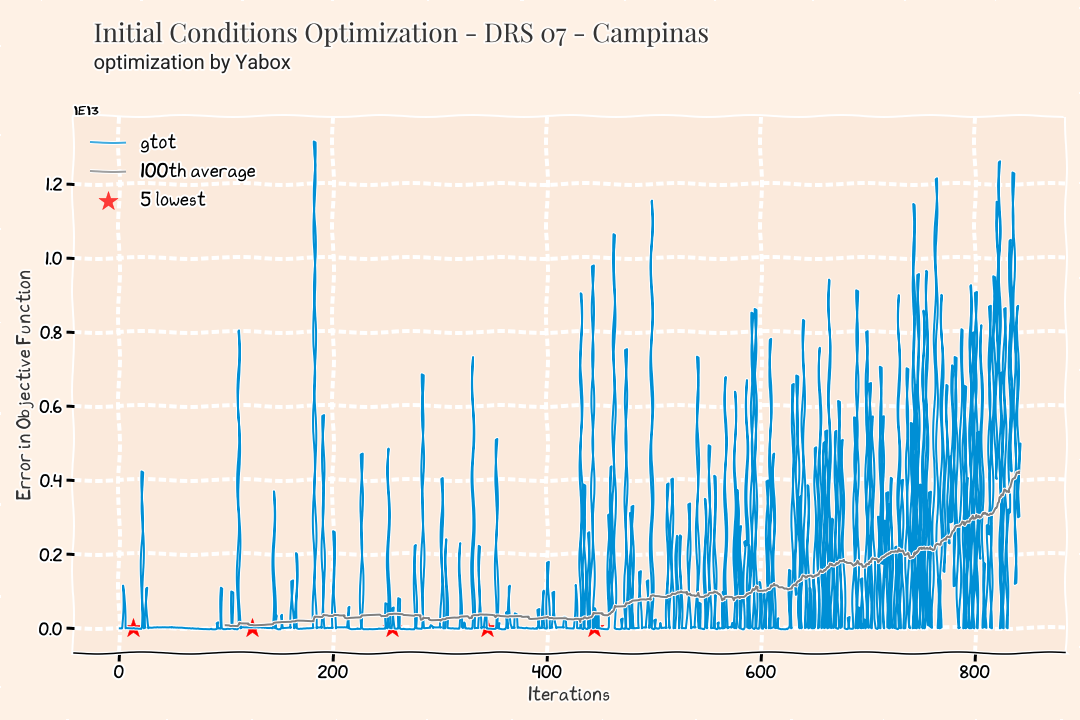 Initial Conditions Optimization - DRS 07 - Campinas
optimization by Yabox
1E13
gtot
100th average
5 lowest
1.2
1.0
0.8
0.6
0.4
0.2
0.0
Error in Objective Function
0 200 400 600 800
Iterations